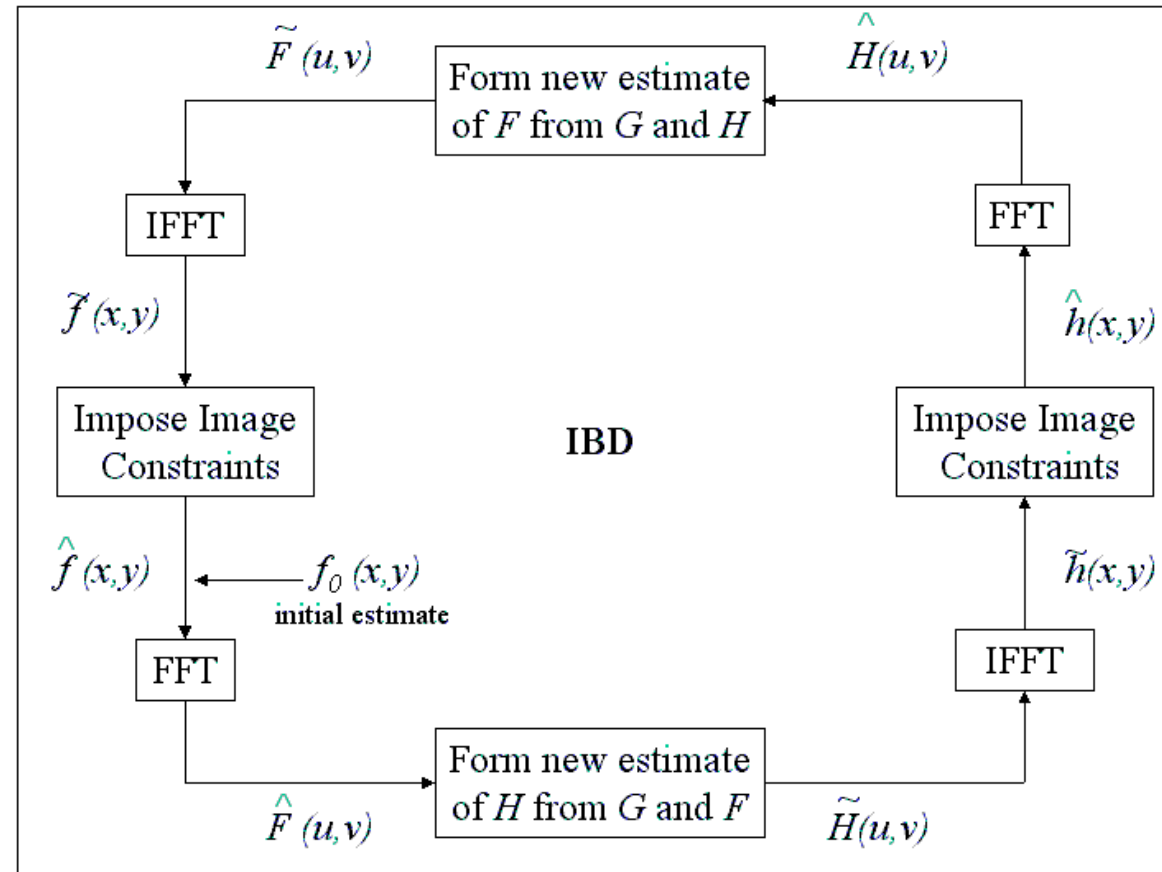 F̃ (u,v)
Ĥ(u,v)
Form new estimate
of F from G and H
IFFT
FFT
f̃ (x,y)
ĥ(x,y)
Impose Image
Constraints
IBD
Impose Image
Constraints
f̂ (x,y)
f₀ (x,y)
initial estimate
h̃(x,y)
FFT
IFFT
Form new estimate
of H from G and F
F̂ (u,v)
H̃(u,v)